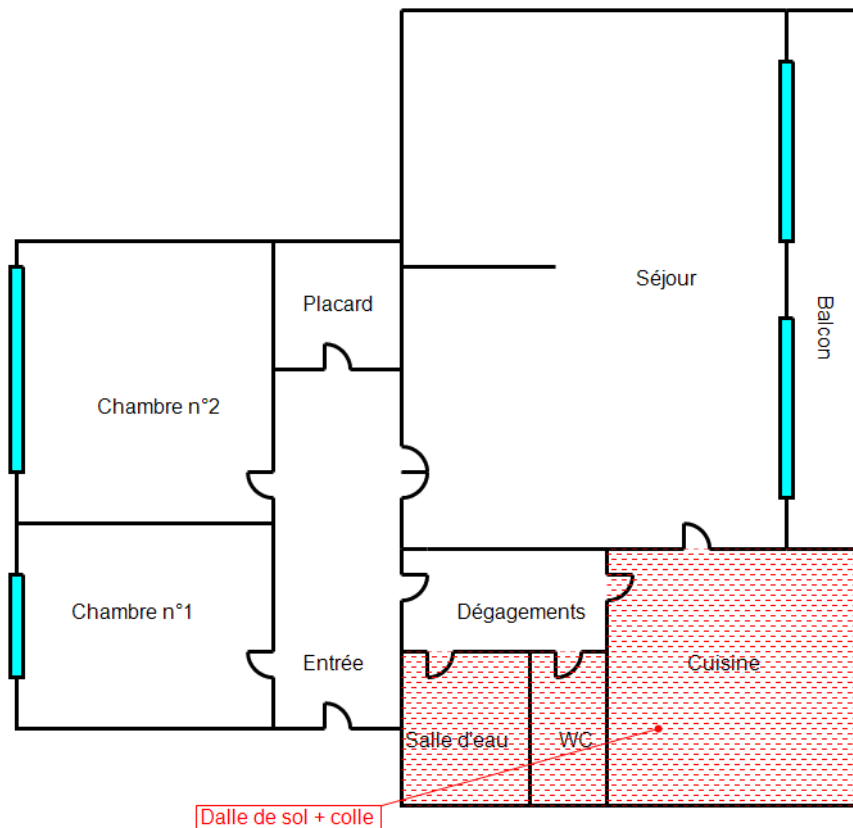 Séjour
Placard
Balcon
Chambre n°2
Chambre n°1
Dégagements
Entrée
Cuisine
Salle d'eau
WC
Dalle de sol + colle